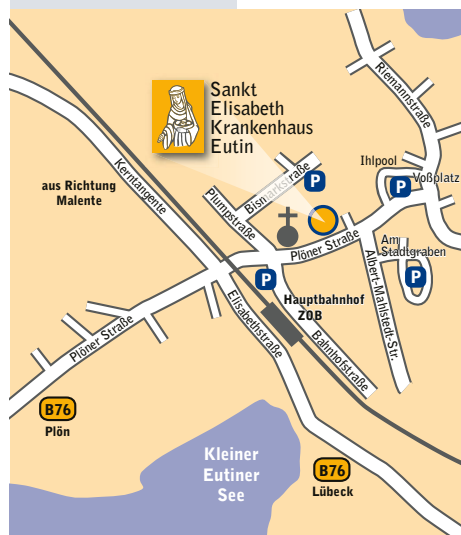 Sankt
Elisabeth
Krankenhaus
Eutin
Riemannstraße
Ihlpool
Voßplatz
P
P
Bismarkstraße
Plumpstraße
Kerntangente
aus Richtung
Malente
Plöner Straße
Am
Stadtgraben
P
P
Albert-Mahlstedt-Str.
Hauptbahnhof
ZOB
Bahnhofstraße
Elisabethstraße
Plöner Straße
B76
Plön
Kleiner
Eutiner
See
B76
Lübeck